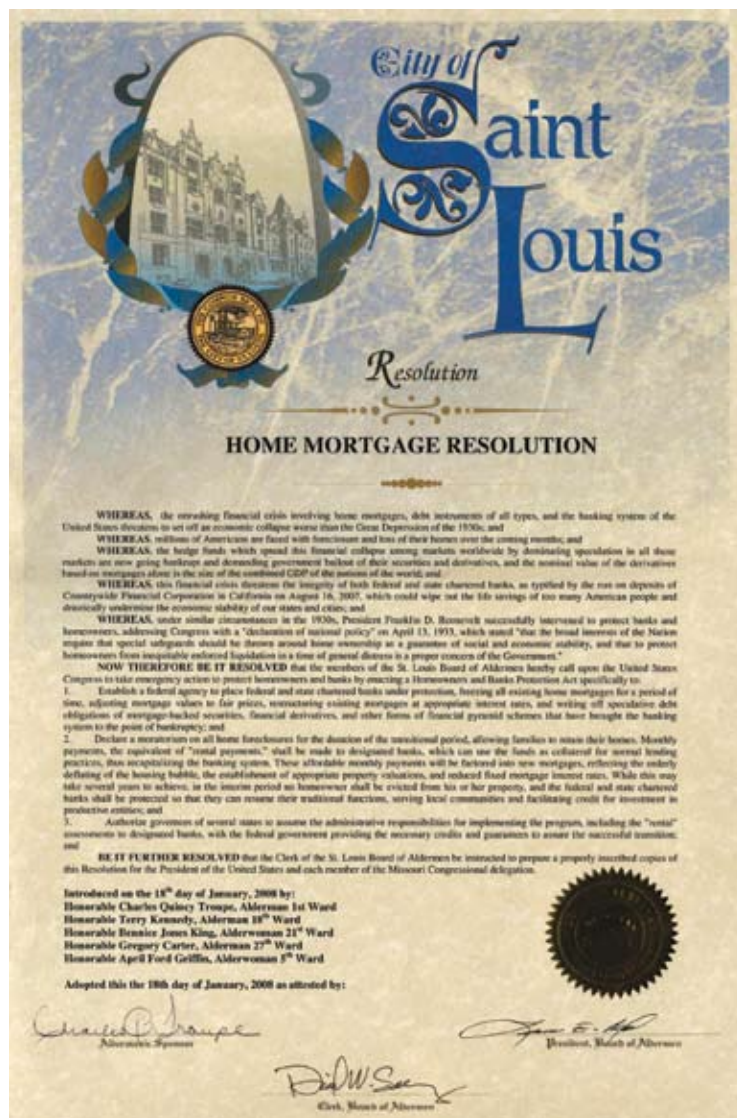 City of
Saint
Louis
Resolution
HOME MORTGAGE RESOLUTION
WHEREAS, the onrushing financial crisis involving home mortgages, debt instruments of all types, and the banking system of the
United States threatens to set off an economic collapse worse than the Great Depression of the 1930s; and
WHEREAS, millions of Americans are faced with foreclosure and loss of their homes over the coming months; and
WHEREAS, the hedge funds which spread this financial collapse among markets worldwide by dominating speculation in all those
markets are now going bankrupt and demanding government bailout of their securities and derivatives, and the nominal value of the derivatives
based on mortgages alone is the size of the combined GDP of the nations of the world; and
WHEREAS, this financial crisis threatens the integrity of both federal and state chartered banks, as typified by the run on deposits of
Countrywide Financial Corporation in California on August 16, 2007, which could wipe out the life savings of too many American people and
drastically undermine the economic stability of our states and cities; and
WHEREAS, under similar circumstances in the 1930s, President Franklin D. Roosevelt successfully intervened to protect banks and
homeowners, addressing Congress with a "declaration of national policy" on April 13, 1933, which stated "that the broad interests of the Nation
require that special safeguards should be thrown around home ownership as a guarantee of social and economic stability, and that to protect
homeowners from inequitable enforced liquidation in a time of general distress is a proper concern of the Government."
NOW THEREFORE BE IT RESOLVED that the members of the St. Louis Board of Aldermen hereby call upon the United States
Congress to take emergency action to protect homeowners and banks by enacting a Homeowners and Banks Protection Act specifically to:
1. Establish a federal agency to place federal and state chartered banks under protection, freezing all existing home mortgages for a period of
time, adjusting mortgage values to fair prices, restructuring existing mortgages at appropriate interest rates, and writing off speculative debt
obligations of mortgage-backed securities, financial derivatives, and other forms of financial pyramid schemes that have brought the banking
system to the point of bankruptcy; and
2. Declare a moratorium on all home foreclosures for the duration of the transitional period, allowing families to retain their homes. Monthly
payments, the equivalent of "rental payments," shall be made to designated banks, which can use the funds as collateral for normal lending
practices, thus recapitalizing the banking system. These affordable monthly payments will be factored into new mortgages, reflecting the orderly
deflating of the housing bubble, the establishment of appropriate property valuations, and reduced fixed mortgage interest rates. While this may
take several years to achieve, in the interim period no homeowner shall be evicted from his or her property, and the federal and state chartered
banks shall be protected so that they can resume their traditional functions, serving local communities and facilitating credit for investment in
productive entities; and
3. Authorize governors of several states to assume the administrative responsibilities for implementing the program, including the "rental"
assessments to designated banks, with the federal government providing the necessary credits and guarantees to assure the successful transition;
and
BE IT FURTHER RESOLVED that the Clerk of the St. Louis Board of Aldermen be instructed to prepare a properly inscribed copies of
this Resolution for the President of the United States and each member of the Missouri Congressional delegation.
Introduced on the 18th day of January, 2008 by:
Honorable Charles Quincy Troupe, Alderman 1st Ward
Honorable Terry Kennedy, Alderman 18th Ward
Honorable Bennice Jones King, Alderwoman 21st Ward
Honorable Gregory Carter, Alderman 27th Ward
Honorable April Ford Griffin, Alderwoman 5th Ward
Adopted this the 18th day of January, 2008 as attested by:
Aldermanic Sponsor
President, Board of Aldermen
Clerk, Board of Aldermen